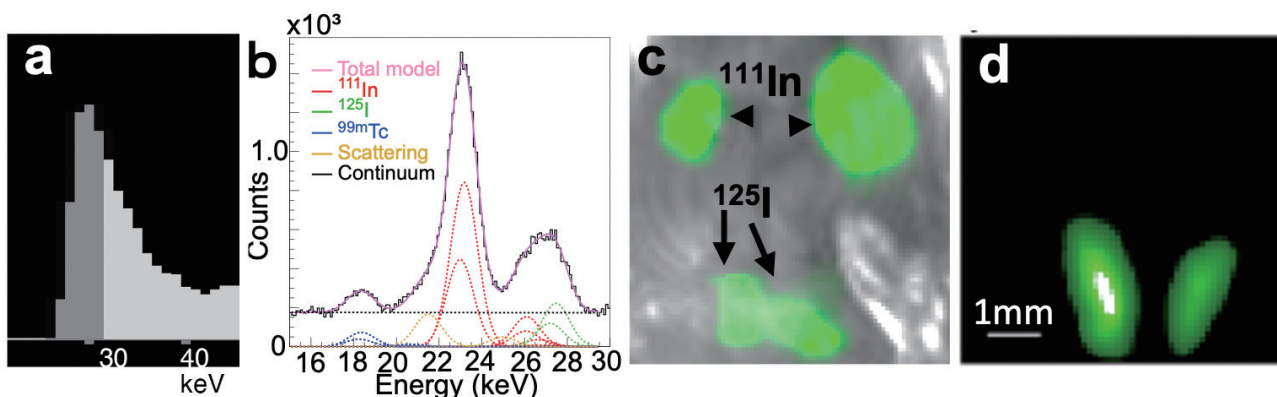 a
30
40
keV
x10³
b
Total model
¹¹¹In
¹²⁵I
⁹⁹ᵐTc
Scattering
Continuum
1.0
0
Counts
16
18
20
22
24
26
28
30
Energy (keV)
c
¹¹¹In
¹²⁵I
d
1mm